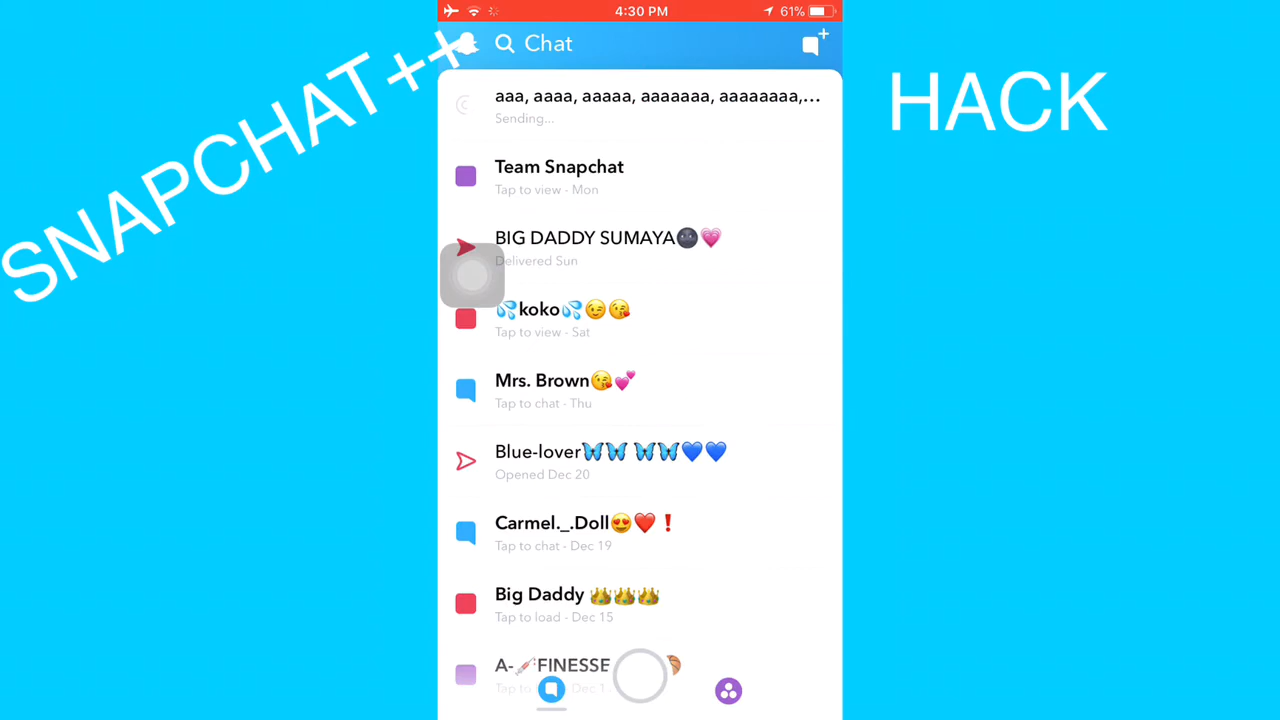 SNAPCHAT++
HACK
4:30 PM
61%
Chat
aaa, aaaa, aaaaa, aaaaaaa, aaaaaaaa,...
Sending...
Team Snapchat
Tap to view - Mon
BIG DADDY SUMAYA🌚💗
Delivered Sun
💦koko💦😉😘
Tap to view - Sat
Mrs. Brown😘💕
Tap to chat - Thu
Blue-lover🦋🦋 🦋🦋💙💙
Opened Dec 20
Carmel._.Doll😍❤️❗
Tap to chat - Dec 19
Big Daddy 👑👑👑
Tap to load - Dec 15
A-💉FINESSE